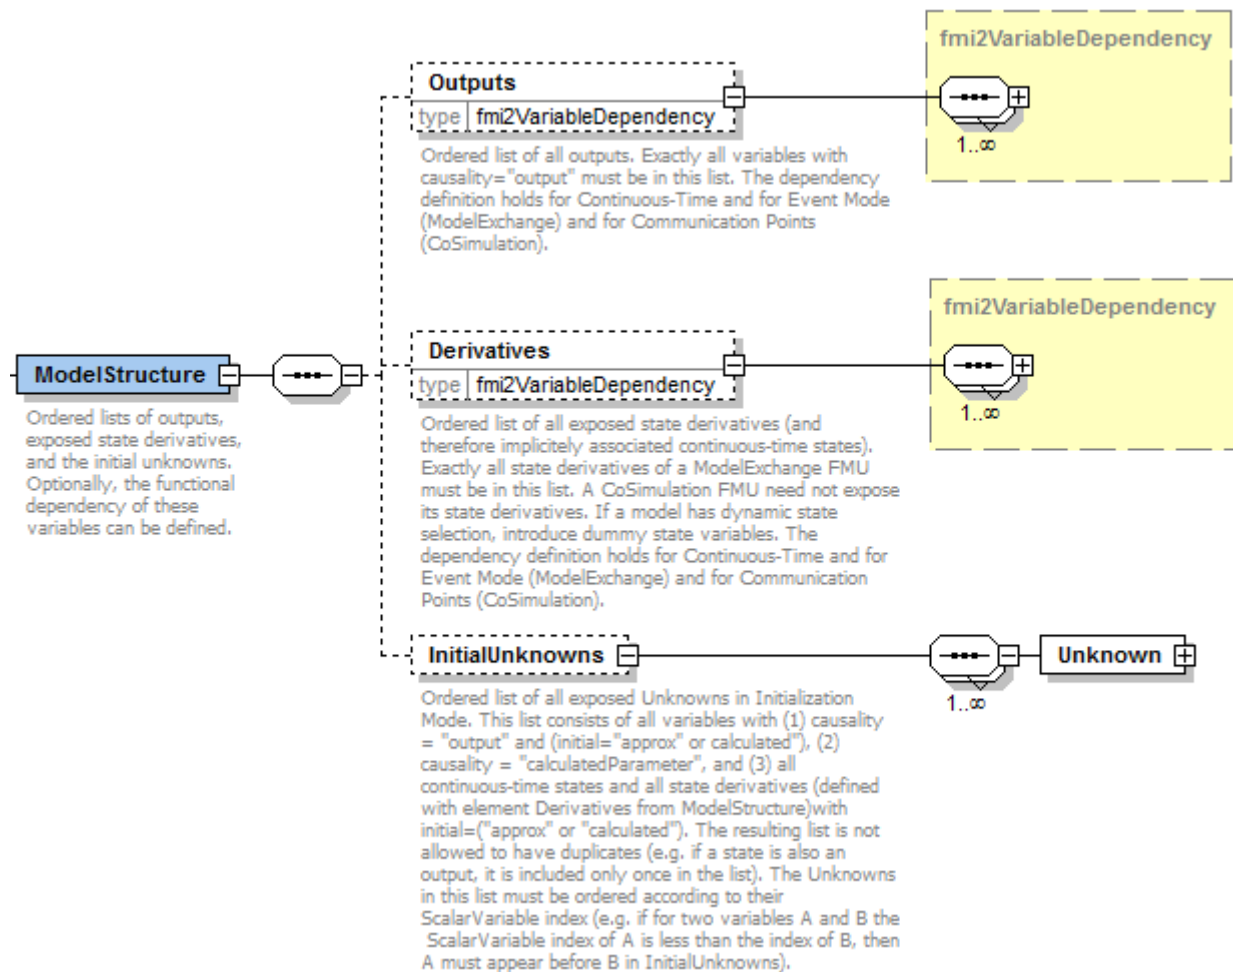 fmi2VariableDependency
Outputs
type fmi2VariableDependency
1..∞
Ordered list of all outputs. Exactly all variables with
causality="output" must be in this list. The dependency
definition holds for Continuous-Time and for Event Mode
(ModelExchange) and for Communication Points
(CoSimulation).
fmi2VariableDependency
Derivatives
type fmi2VariableDependency
1..∞
ModelStructure
Ordered lists of outputs,
exposed state derivatives,
and the initial unknowns.
Optionally, the functional
dependency of these
variables can be defined.
Ordered list of all exposed state derivatives (and
therefore implicitely associated continuous-time states).
Exactly all state derivatives of a ModelExchange FMU
must be in this list. A CoSimulation FMU need not expose
its state derivatives. If a model has dynamic state
selection, introduce dummy state variables. The
dependency definition holds for Continuous-Time and for
Event Mode (ModelExchange) and for Communication
Points (CoSimulation).
InitialUnknowns
Unknown
1..∞
Ordered list of all exposed Unknowns in Initialization
Mode. This list consists of all variables with (1) causality
= "output" and (initial="approx" or calculated"), (2)
causality = "calculatedParameter", and (3) all
continuous-time states and all state derivatives (defined
with element Derivatives from ModelStructure)with
initial=("approx" or "calculated"). The resulting list is not
allowed to have duplicates (e.g. if a state is also an
output, it is included only once in the list). The Unknowns
in this list must be ordered according to their
ScalarVariable index (e.g. if for two variables A and B the
ScalarVariable index of A is less than the index of B, then
A must appear before B in InitialUnknowns).